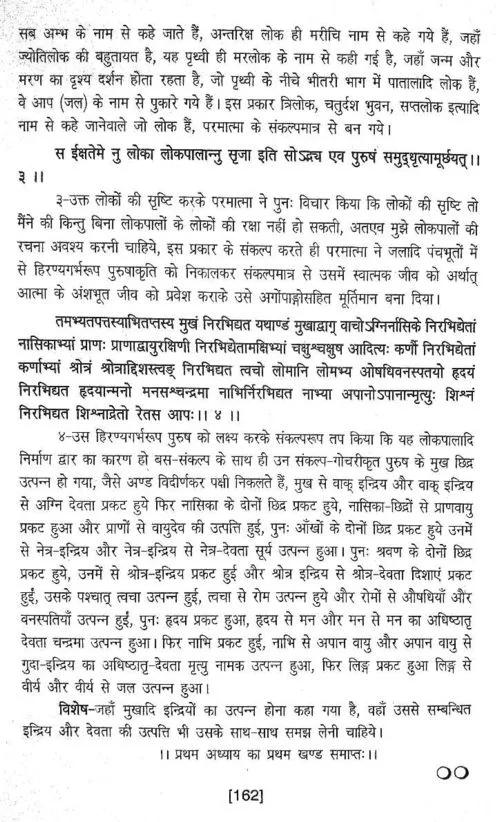 सब अम्भ के नाम से कहे जाते हैं, अन्तरिक्ष लोक ही मरीचि नाम से कहे गये हैं, जहाँ
ज्योतिलोक की बहुतायत है, यह पृथ्वी ही मरलोक के नाम से कही गई है, जहाँ जन्म और
मरण का दृश्य दर्शन होता रहता है, जो पृथ्वी के नीचे भीतरी भाग में पातालादि लोक हैं,
वे आप (जल) के नाम से पुकारे गये हैं। इस प्रकार त्रिलोक, चतुर्दश भुवन, सप्तलोक इत्यादि
नाम से कहे जानेवाले जो लोक हैं, परमात्मा के संकल्पमात्र से बन गये।
स ईक्षतेमे नु लोका लोकपालान्नु सृजा इति सोऽद्भ्य एव पुरुषं समुद्धृत्यामूर्छयत्।।
३ ।।
३-उक्त लोकों की सृष्टि करके परमात्मा ने पुनः विचार किया कि लोकों की सृष्टि तो
मैंने की किन्तु बिना लोकपालों के लोकों की रक्षा नहीं हो सकती, अतएव मुझे लोकपालों की
रचना अवश्य करनी चाहिये, इस प्रकार के संकल्प करते ही परमात्मा ने जलादि पंचभूतों में
से हिरण्यगर्भरूप पुरुषाकृति को निकालकर संकल्पमात्र से उसमें स्वात्मक जीव को अर्थात्
आत्मा के अंशभूत जीव को प्रवेश कराके उसे अगोंपाङ्गोसहित मूर्तिमान बना दिया।
तमभ्यतपत्तस्याभितप्तस्य मुखं निरभिद्यत यथाण्डं मुखाद्वाग् वाचोऽग्निर्नासिके निरभिद्येतां
नासिकाभ्यां प्राणः प्राणाद्वायुरक्षिणी निरभिद्येतामक्षिभ्यां चक्षुश्चक्षुष आदित्यः कर्णौ निरभिद्येतां
कर्णाभ्यां श्रोत्रं श्रोत्राद्दिशस्त्वङ् निरभिद्यत त्वचो लोमानि लोमभ्य ओषधिवनस्पतयो हृदयं
निरभिद्यत हृदयान्मनो मनसश्चन्द्रमा नाभिर्निरभिद्यत नाभ्या अपानोऽपानान्मृत्युः शिश्नं
निरभिद्यत शिश्नाद्रेतो रेतस आपः।। ४ ।।
४-उस हिरण्यगर्भरूप पुरुष को लक्ष्य करके संकल्परूप तप किया कि यह लोकपालादि
निर्माण द्वार का कारण हो बस-संकल्प के साथ ही उन संकल्प-गोचरीकृत पुरुष के मुख छिद्र
उत्पन्न हो गया, जैसे अण्ड विदीर्णकर पक्षी निकलते हैं, मुख से वाक् इन्द्रिय और वाक् इन्द्रिय
से अग्नि देवता प्रकट हुये फिर नासिका के दोनों छिद्र प्रकट हुये, नासिका-छिद्रों से प्राणवायु
प्रकट हुआ और प्राणों से वायुदेव की उत्पत्ति हुई, पुनः आँखों के दोनों छिद्र प्रकट हुये उनमें
से नेत्र-इन्द्रिय और नेत्र-इन्द्रिय से नेत्र-देवता सूर्य उत्पन्न हुआ। पुनः श्रवण के दोनों छिद्र
प्रकट हुये, उनमें से श्रोत्र-इन्द्रिय प्रकट हुई और श्रोत्र इन्द्रिय से श्रोत्र-देवता दिशाएं प्रकट
हुईं, उसके पश्चात् त्वचा उत्पन्न हुई, त्वचा से रोम उत्पन्न हुये और रोमों से औषधियाँ और
वनस्पतियाँ उत्पन्न हुईं, पुनः हृदय प्रकट हुआ, हृदय से मन और मन से मन का अधिष्ठातृ
देवता चन्द्रमा उत्पन्न हुआ। फिर नाभि प्रकट हुई, नाभि से अपान वायु और अपान वायु से
गुदा-इन्द्रिय का अधिष्ठातृ-देवता मृत्यु नामक उत्पन्न हुआ, फिर लिङ्ग प्रकट हुआ लिङ्ग से
वीर्य और वीर्य से जल उत्पन्न हुआ।
विशेष-जहाँ मुखादि इन्द्रियों का उत्पन्न होना कहा गया है, वहाँ उससे सम्बन्धित
इन्द्रिय और देवता की उत्पत्ति भी उसके साथ-साथ समझ लेनी चाहिये।
।। प्रथम अध्याय का प्रथम खण्ड समाप्तः।।
[162]